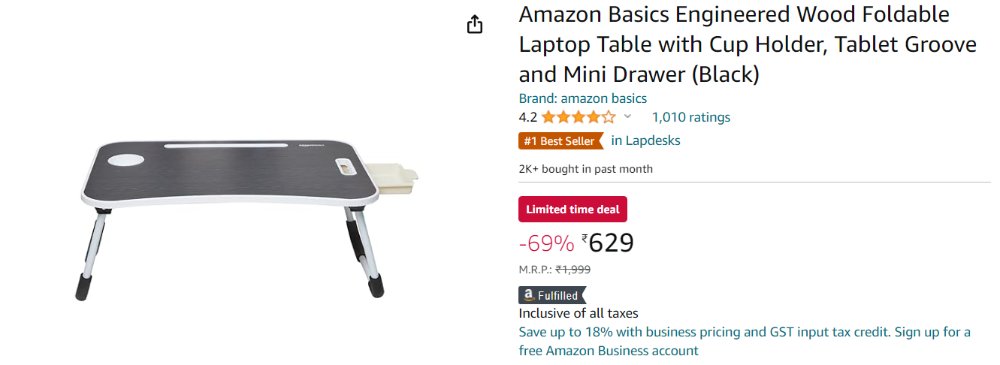 Amazon Basics Engineered Wood Foldable
Laptop Table with Cup Holder, Tablet Groove
and Mini Drawer (Black)
Brand: amazon basics
4.2
1,010 ratings
#1 Best Seller in Lapdesks
2K+ bought in past month
Limited time deal
-69% ₹629
M.R.P.: ₹1,999
a Fulfilled
Inclusive of all taxes
Save up to 18% with business pricing and GST input tax credit. Sign up for a
free Amazon Business account